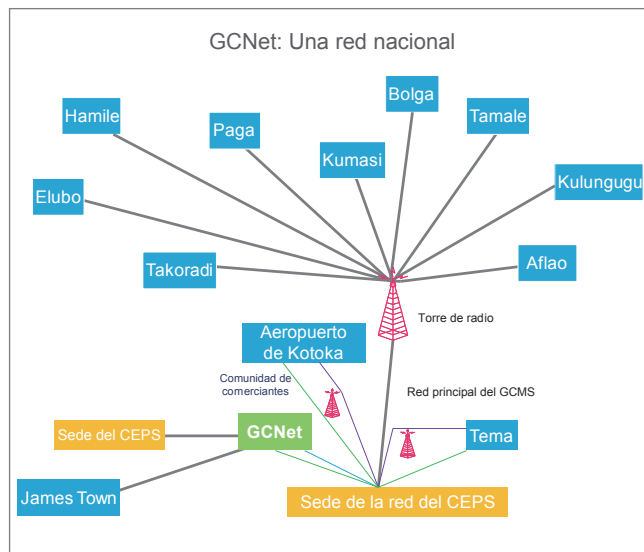 GCNet: Una red nacional
Bolga
Hamile
Tamale
Paga
Kumasi
Kulungugu
Elubo
Takoradi
Aflao
Torre de radio
Aeropuerto
de Kotoka
Comunidad de
comerciantes
Red principal del GCMS
Sede del CEPS
GCNet
Tema
James Town
Sede de la red del CEPS